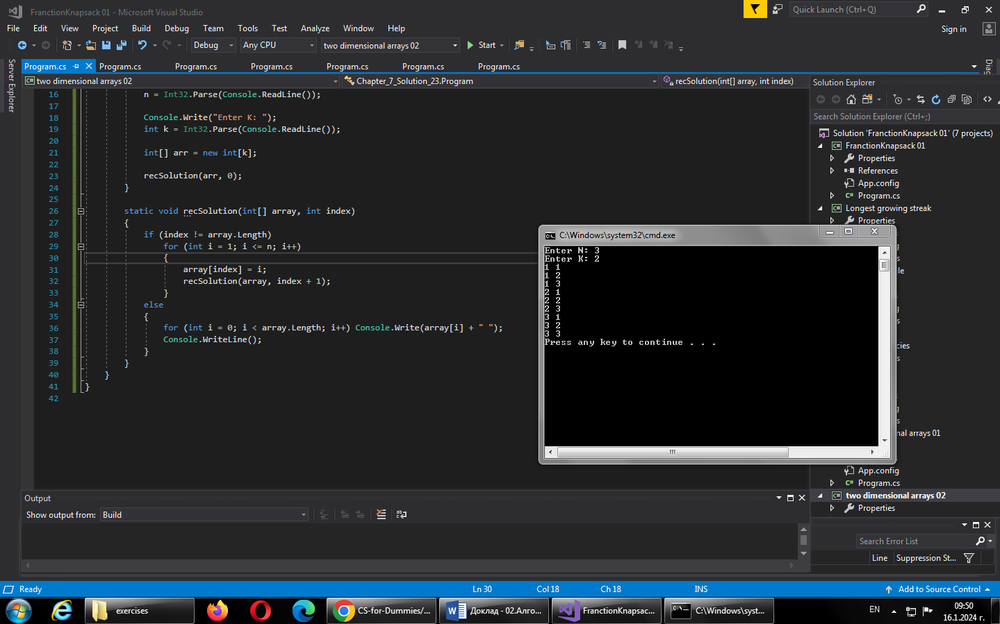 FranctionKnapsack 01 - Microsoft Visual Studio
Quick Launch (Ctrl+Q)
File Edit View Project Build Debug Team Tools Test Analyze Window Help
Sign in
Debug Any CPU two dimensional arrays 02 Start
Server Explorer
Program.cs Program.cs Program.cs Program.cs Program.cs Program.cs Program.cs
two dimensional arrays 02 Chapter_7_Solution_23.Program recSolution(int[] array, int index)
16 n = Int32.Parse(Console.ReadLine());
17
18 Console.Write("Enter K: ");
19 int k = Int32.Parse(Console.ReadLine());
20
21 int[] arr = new int[k];
22
23 recSolution(arr, 0);
24 }
25
26 static void recSolution(int[] array, int index)
27 {
28 if (index != array.Length)
29 for (int i = 1; i <= n; i++)
30 {
31 array[index] = i;
32 recSolution(array, index + 1);
33 }
34 else
35 {
36 for (int i = 0; i < array.Length; i++) Console.Write(array[i] + " ");
37 Console.WriteLine();
38 }
39 }
40 }
41 }
42
C:\Windows\system32\cmd.exe
Enter N: 3
Enter K: 2
1 1
1 2
1 3
2 1
2 2
2 3
3 1
3 2
3 3
Press any key to continue . . .
Diag
Solution Explorer
Search Solution Explorer (Ctrl+;)
Solution 'FranctionKnapsack 01' (7 projects)
FranctionKnapsack 01
Properties
References
App.config
Program.cs
Longest growing streak
Properties
App.config
Program.cs
two dimensional arrays 02
Properties
Output
Show output from: Build
Search Error List
Line Suppression St...
Ready Ln 30 Col 18 Ch 18 INS Add to Source Control
exercises
CS-for-Dummies/...
Доклад - 02.Алго...
FranctionKnapsac...
C:\Windows\syst...
EN
09:50
16.1.2024 г.